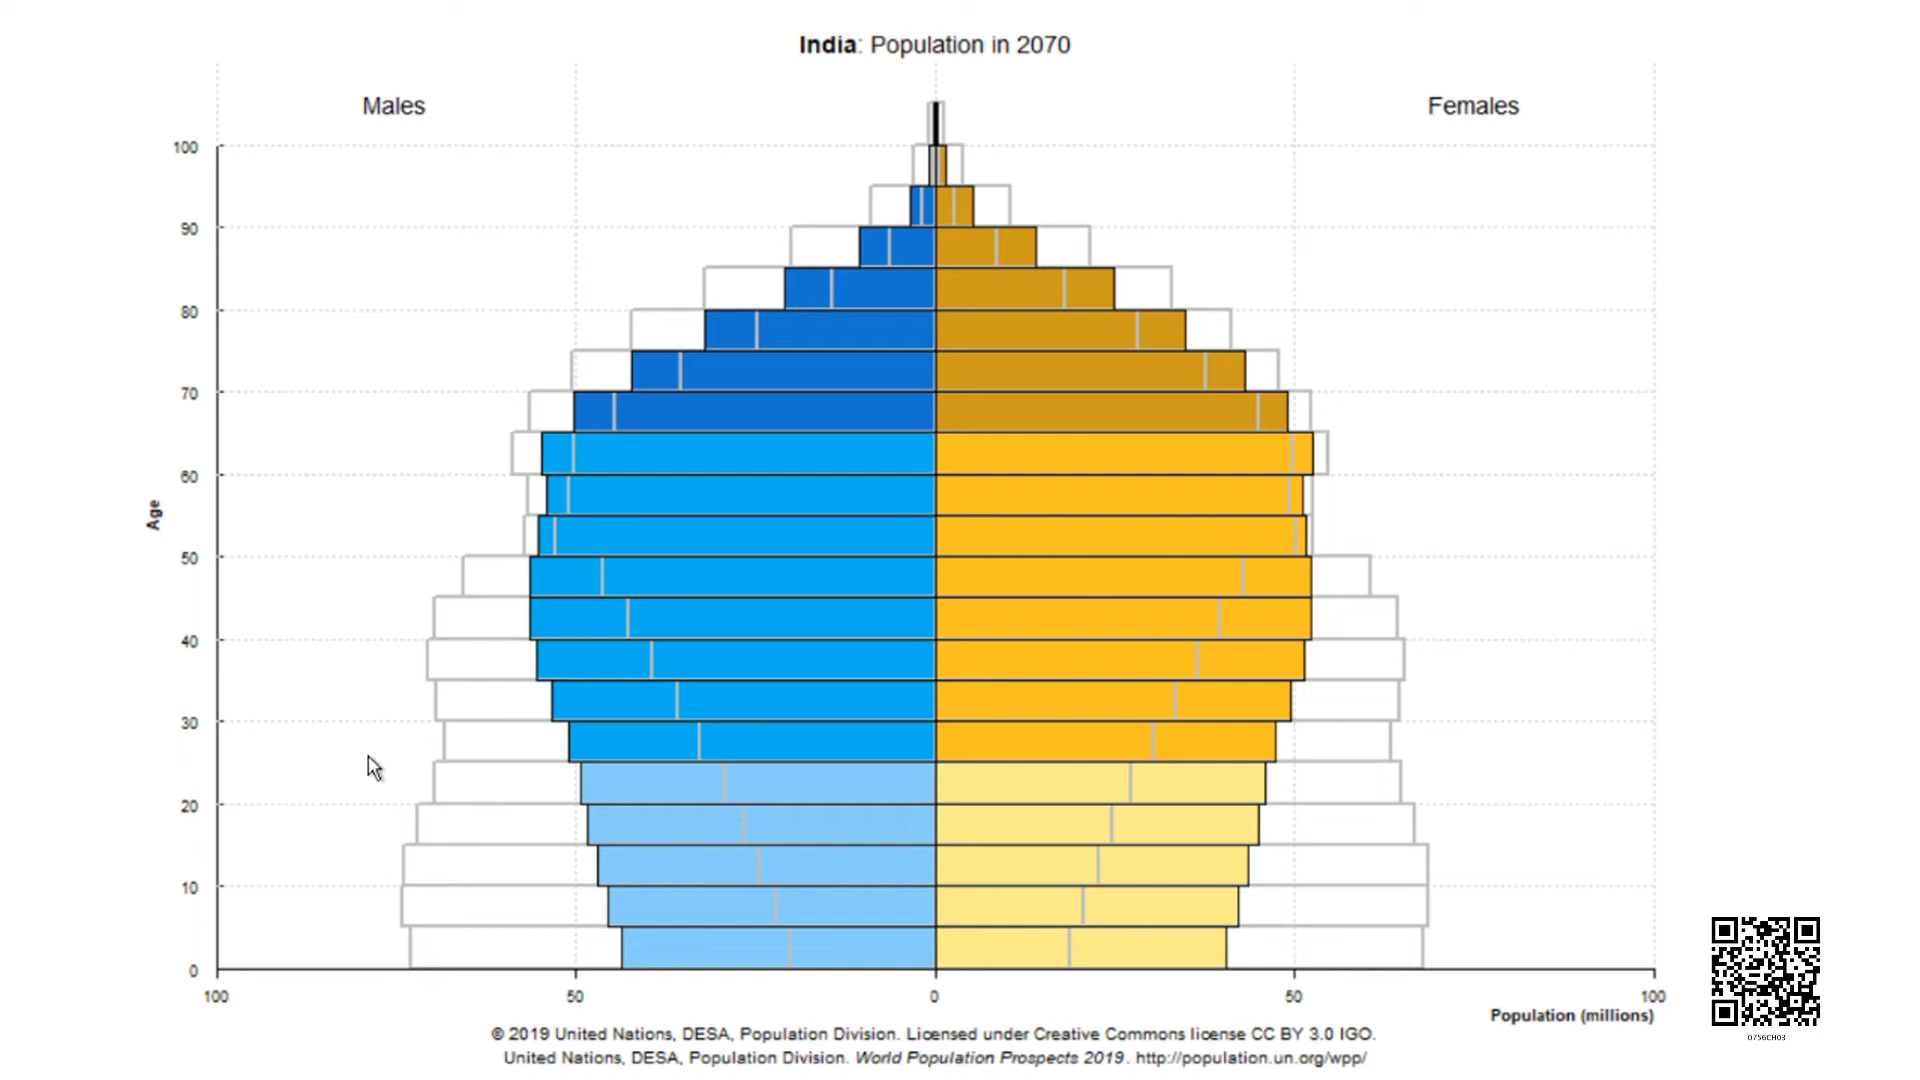 India: Population in 2070
Males
Females
100
90
80
70
60
50
40
30
20
10
0
Age
100
50
0
50
100
Population (millions)
© 2019 United Nations, DESA, Population Division. Licensed under Creative Commons license CC BY 3.0 IGO.
United Nations, DESA, Population Division. World Population Prospects 2019. http://population.un.org/wpp/
0756CH03